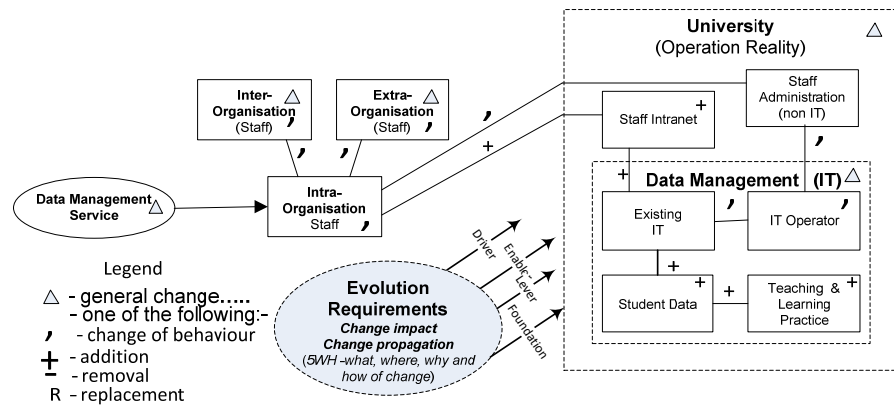 University
(Operation Reality)
Inter-
Organisation
(Staff)
,
Extra-
Organisation
(Staff)
,
,
,
,
+
Staff Intranet
+
Staff
Administration
(non IT)
,
+
Data Management (IT)
Data Management
Service
Intra-
Organisation
Staff
,
Existing
IT
,
IT Operator
,
+
Student Data
+
Teaching &
Learning
Practice
+
+
Driver
Enable-
Lever
Foundation
Evolution
Requirements
Change impact
Change propagation
(5WH -what, where, why and
how of change)
Legend
- general change.....
- one of the following:-
, - change of behaviour
+ - addition
- - removal
R - replacement